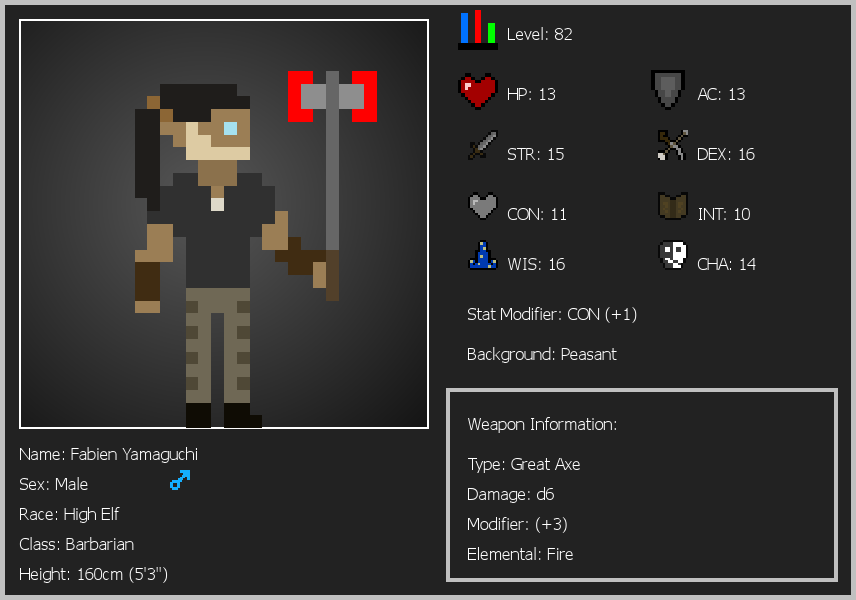 Level: 82
HP: 13
AC: 13
STR: 15
DEX: 16
CON: 11
INT: 10
WIS: 16
CHA: 14
Stat Modifier: CON (+1)
Background: Peasant
Weapon Information:
Type: Great Axe
Damage: d6
Modifier: (+3)
Elemental: Fire
Name: Fabien Yamaguchi
Sex: Male
Race: High Elf
Class: Barbarian
Height: 160cm (5'3")